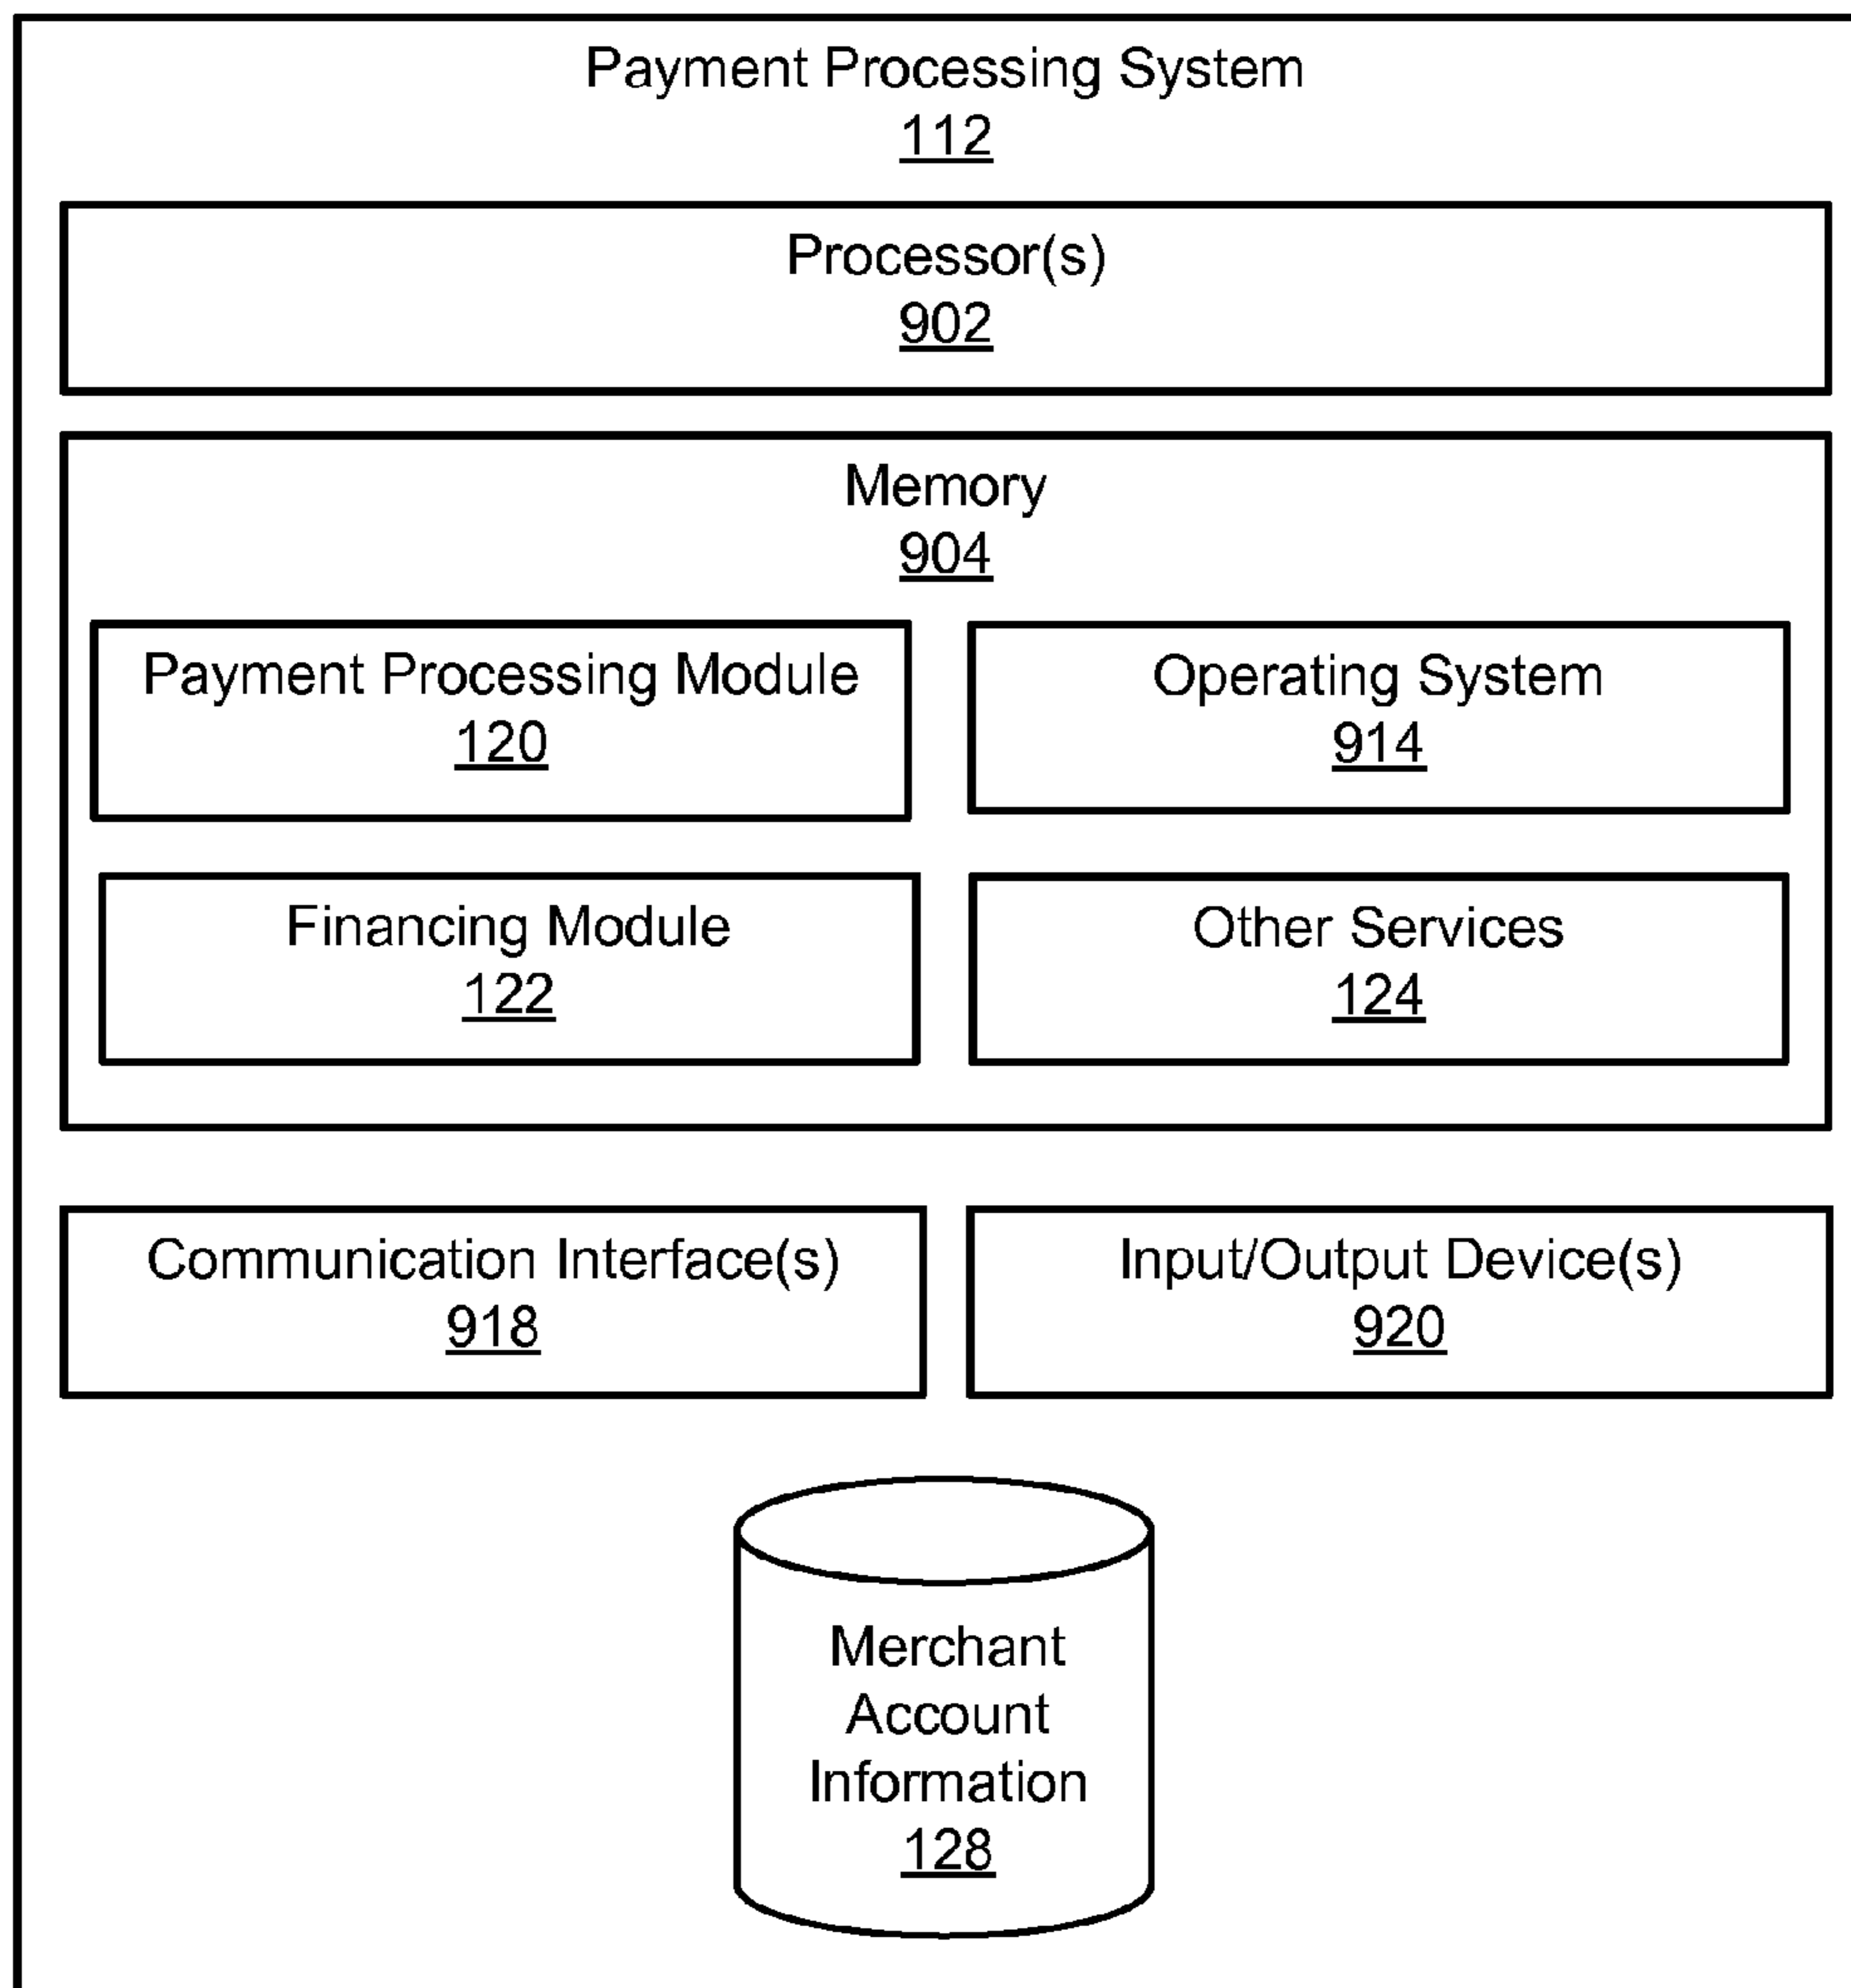 Payment Processing System
112
Processor(s)
902
Memory
904
Payment Processing Module
120
Operating System
914
Financing Module
122
Other Services
124
Communication Interface(s)
918
Input/Output Device(s)
920
Merchant
Account
Information
128